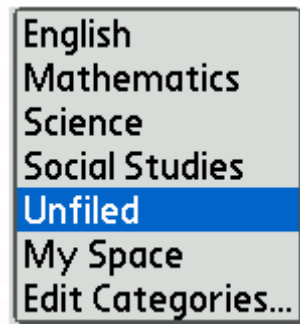 English
Mathematics
Science
Social Studies
Unfiled
My Space
Edit Categories...